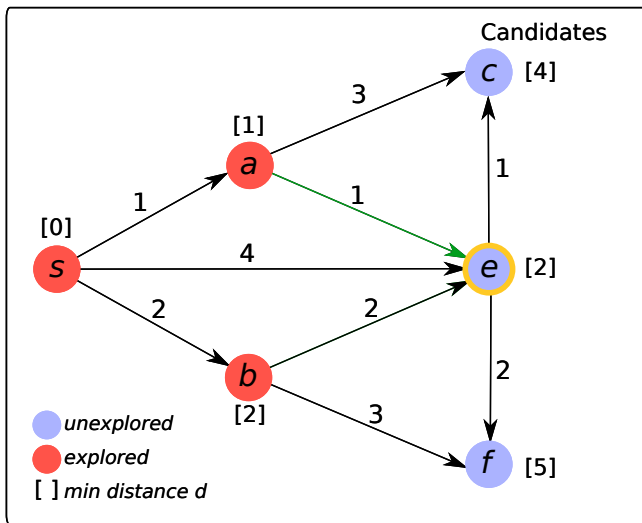 Candidates
c
[4]
3
[1]
a
1
1
1
[0]
s
4
e
[2]
2
2
2
b
[2]
3
f
[5]
unexplored
explored
[ ] min distance d